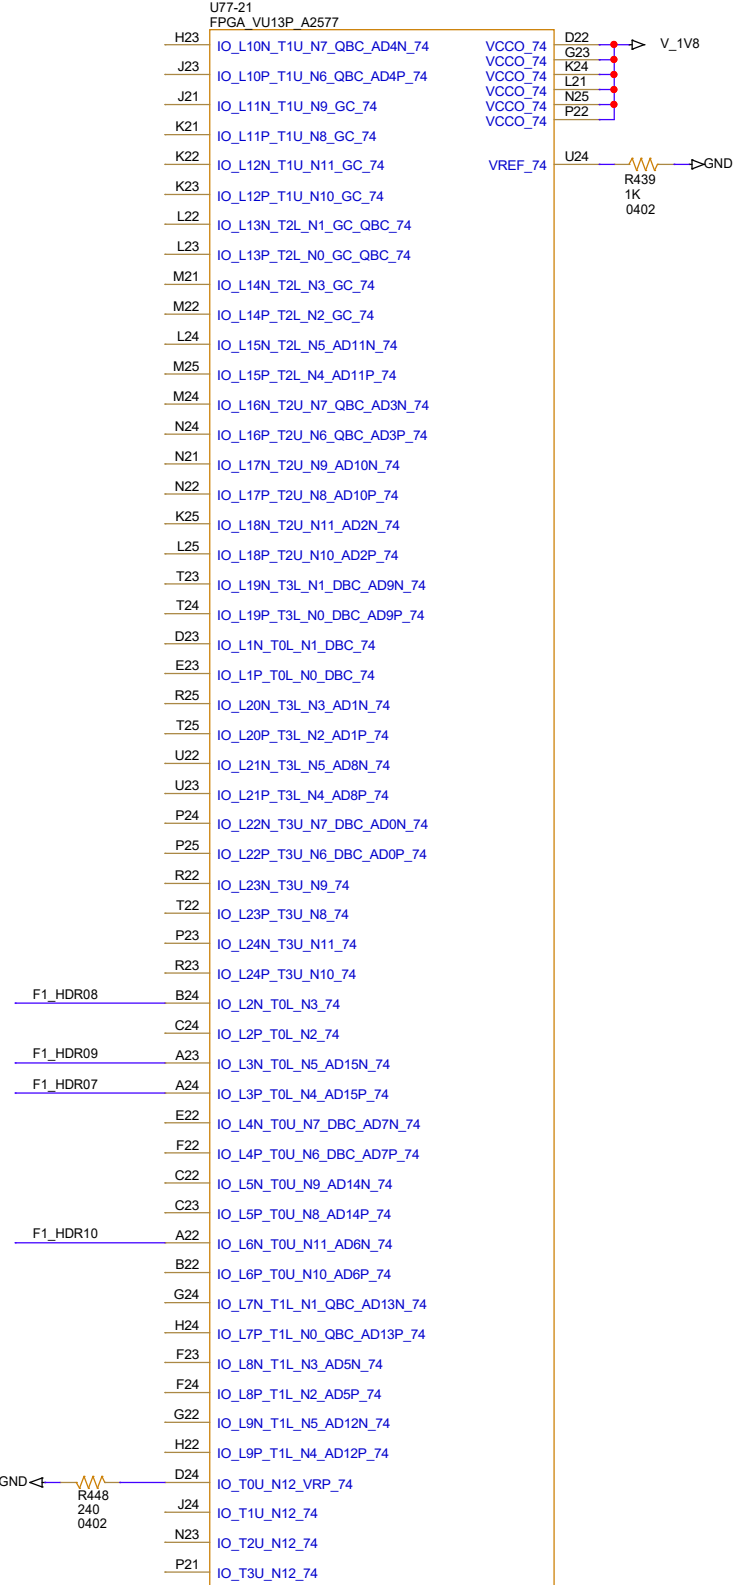 U77-21
FPGA_VU13P_A2577
H23 IO_L10N_T1U_N7_QBC_AD4N_74 VCCO_74 D22 V_1V8
VCCO_74 G23
J23 IO_L10P_T1U_N6_QBC_AD4P_74 VCCO_74 K24
VCCO_74 L21
J21 IO_L11N_T1U_N9_GC_74 VCCO_74 N25
VCCO_74 P22
K21 IO_L11P_T1U_N8_GC_74
K22 IO_L12N_T1U_N11_GC_74 VREF_74 U24 GND
R439
1K
0402
K23 IO_L12P_T1U_N10_GC_74
L22 IO_L13N_T2L_N1_GC_QBC_74
L23 IO_L13P_T2L_N0_GC_QBC_74
M21 IO_L14N_T2L_N3_GC_74
M22 IO_L14P_T2L_N2_GC_74
L24 IO_L15N_T2L_N5_AD11N_74
M25 IO_L15P_T2L_N4_AD11P_74
M24 IO_L16N_T2U_N7_QBC_AD3N_74
N24 IO_L16P_T2U_N6_QBC_AD3P_74
N21 IO_L17N_T2U_N9_AD10N_74
N22 IO_L17P_T2U_N8_AD10P_74
K25 IO_L18N_T2U_N11_AD2N_74
L25 IO_L18P_T2U_N10_AD2P_74
T23 IO_L19N_T3L_N1_DBC_AD9N_74
T24 IO_L19P_T3L_N0_DBC_AD9P_74
D23 IO_L1N_T0L_N1_DBC_74
E23 IO_L1P_T0L_N0_DBC_74
R25 IO_L20N_T3L_N3_AD1N_74
T25 IO_L20P_T3L_N2_AD1P_74
U22 IO_L21N_T3L_N5_AD8N_74
U23 IO_L21P_T3L_N4_AD8P_74
P24 IO_L22N_T3U_N7_DBC_AD0N_74
P25 IO_L22P_T3U_N6_DBC_AD0P_74
R22 IO_L23N_T3U_N9_74
T22 IO_L23P_T3U_N8_74
P23 IO_L24N_T3U_N11_74
R23 IO_L24P_T3U_N10_74
F1_HDR08 B24 IO_L2N_T0L_N3_74
C24 IO_L2P_T0L_N2_74
F1_HDR09 A23 IO_L3N_T0L_N5_AD15N_74
F1_HDR07 A24 IO_L3P_T0L_N4_AD15P_74
E22 IO_L4N_T0U_N7_DBC_AD7N_74
F22 IO_L4P_T0U_N6_DBC_AD7P_74
C22 IO_L5N_T0U_N9_AD14N_74
C23 IO_L5P_T0U_N8_AD14P_74
F1_HDR10 A22 IO_L6N_T0U_N11_AD6N_74
B22 IO_L6P_T0U_N10_AD6P_74
G24 IO_L7N_T1L_N1_QBC_AD13N_74
H24 IO_L7P_T1L_N0_QBC_AD13P_74
F23 IO_L8N_T1L_N3_AD5N_74
F24 IO_L8P_T1L_N2_AD5P_74
G22 IO_L9N_T1L_N5_AD12N_74
H22 IO_L9P_T1L_N4_AD12P_74
GND D24 IO_T0U_N12_VRP_74
R448
240
0402
J24 IO_T1U_N12_74
N23 IO_T2U_N12_74
P21 IO_T3U_N12_74